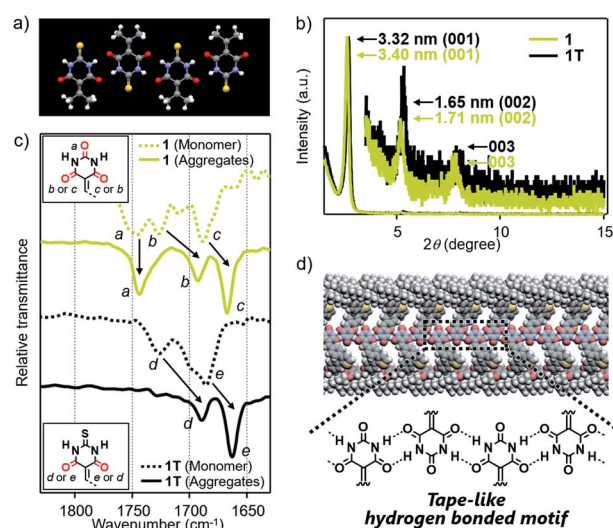 a)
b)
3.32 nm (001)
3.40 nm (001)
1
1T
1.65 nm (002)
1.71 nm (002)
003
003
Intensity (a.u.)
5
10
15
2θ (degree)
c)
a O
H N N H
O O
b or c c or b
1 (Monomer)
1 (Aggregates)
a
b
c
a
b
c
d
e
d
e
Relative transmittance
S
H N N H
O O
d or e e or d
1T (Monomer)
1T (Aggregates)
1800
1750
1700
1650
Wavenumber (cm-1)
d)
O O O O
H N N H O O H N N H O O
O O H N N H O O H N N H
O O
Tape-like
hydrogen bonded motif